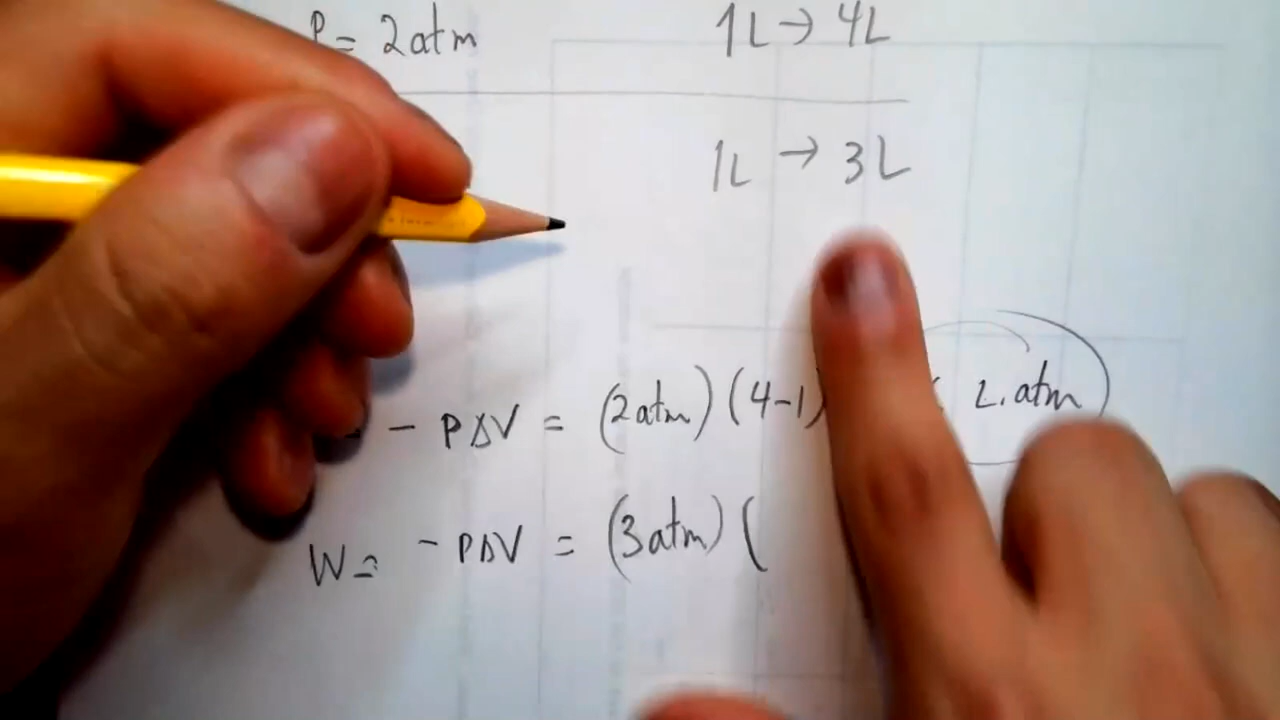 P= 2atm 1L → 4L
1L → 3L
- PΔV = (2atm)(4-1) L.atm)
W= - PΔV = (3atm)(